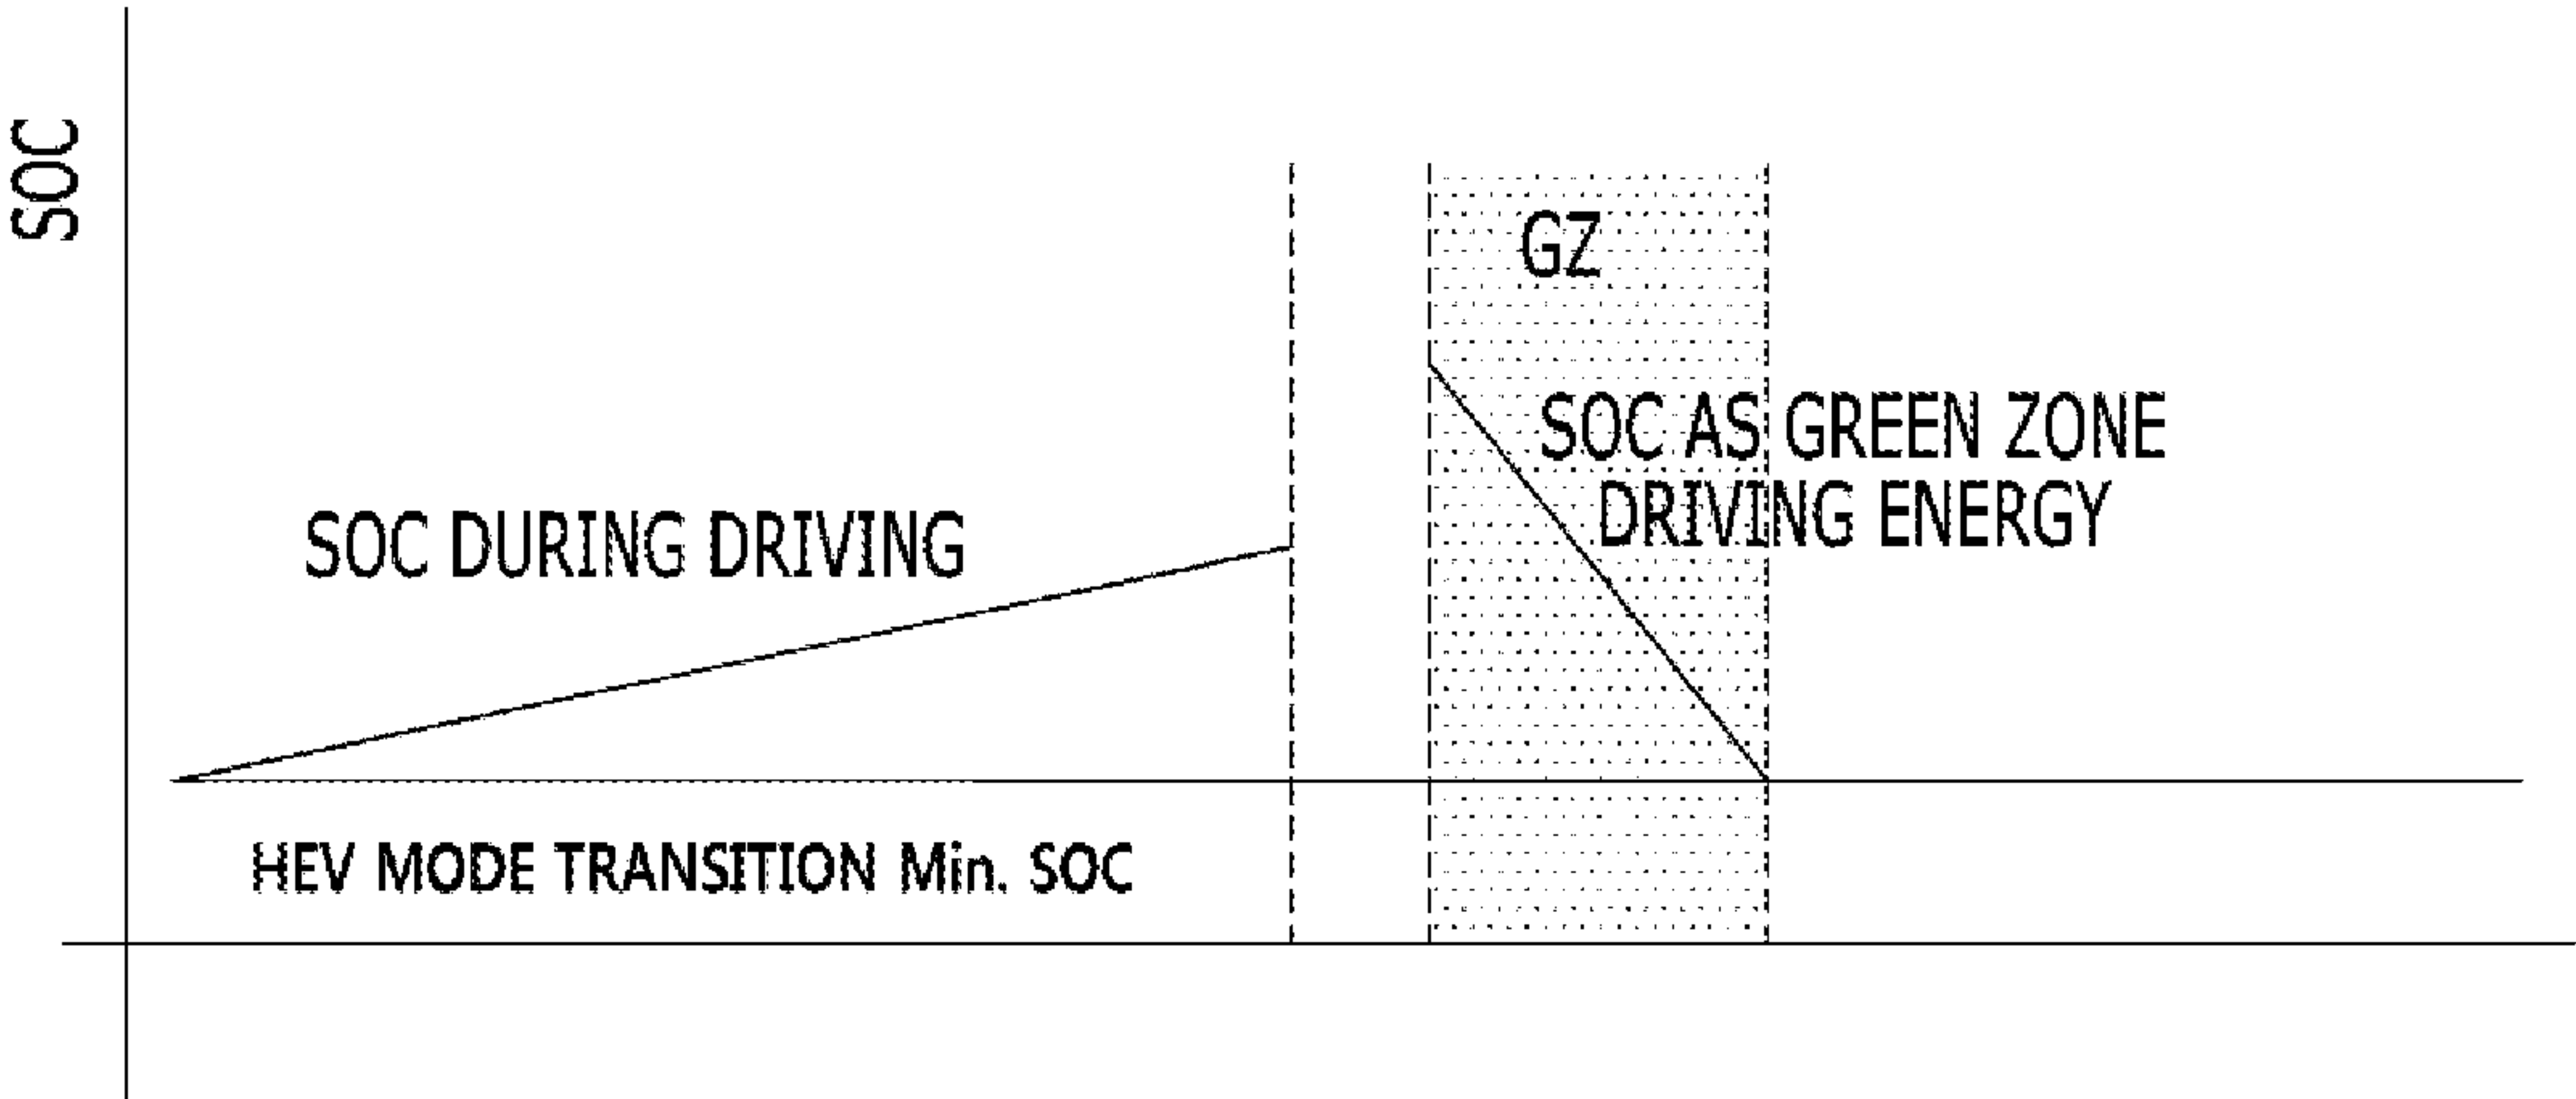 SOC
GZ
SOC AS GREEN ZONE
DRIVING ENERGY
SOC DURING DRIVING
HEV MODE TRANSITION Min. SOC